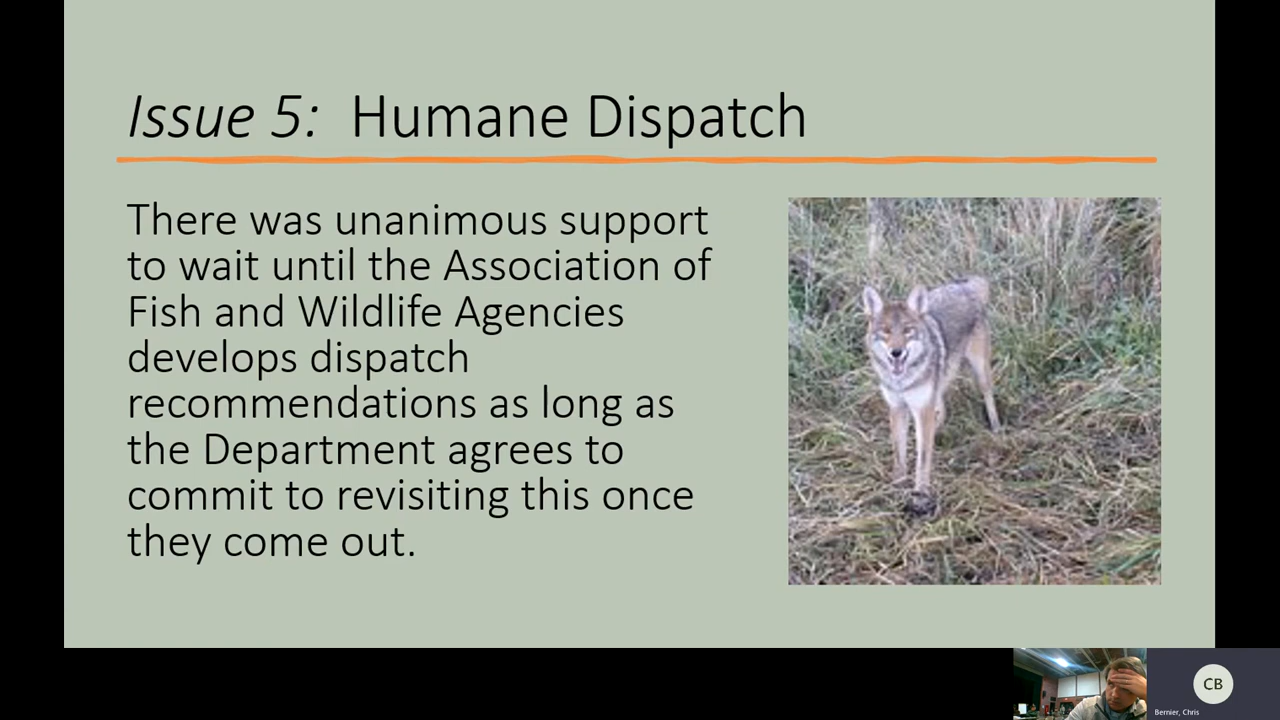 Issue 5: Humane Dispatch
There was unanimous support
to wait until the Association of
Fish and Wildlife Agencies
develops dispatch
recommendations as long as
the Department agrees to
commit to revisiting this once
they come out.
CB
Bernier, Chris